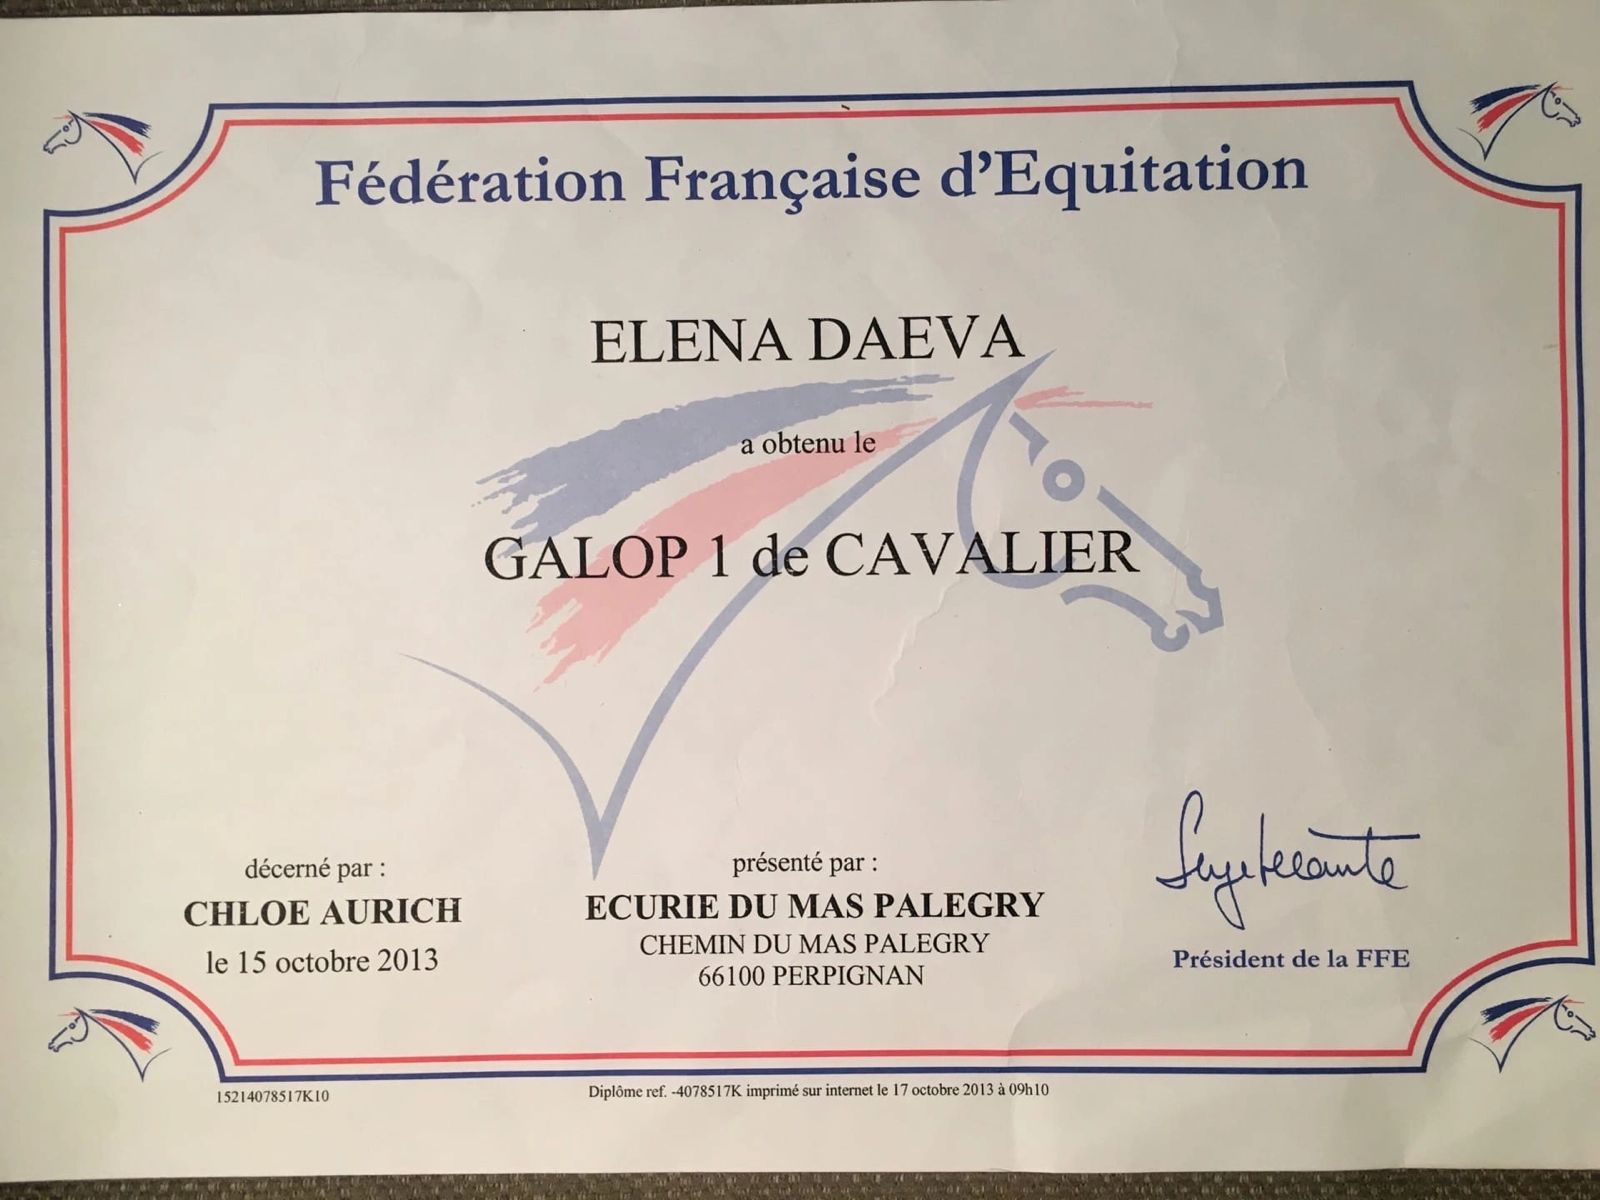 Fédération Française d'Equitation
ELENA DAEVA
a obtenu le
GALOP 1 de CAVALIER
décerné par :
CHLOE AURICH
le 15 octobre 2013
présenté par :
ECURIE DU MAS PALEGRY
CHEMIN DU MAS PALEGRY
66100 PERPIGNAN
Président de la FFE
15214078517K10
Diplôme ref. -4078517K imprimé sur internet le 17 octobre 2013 à 09h10